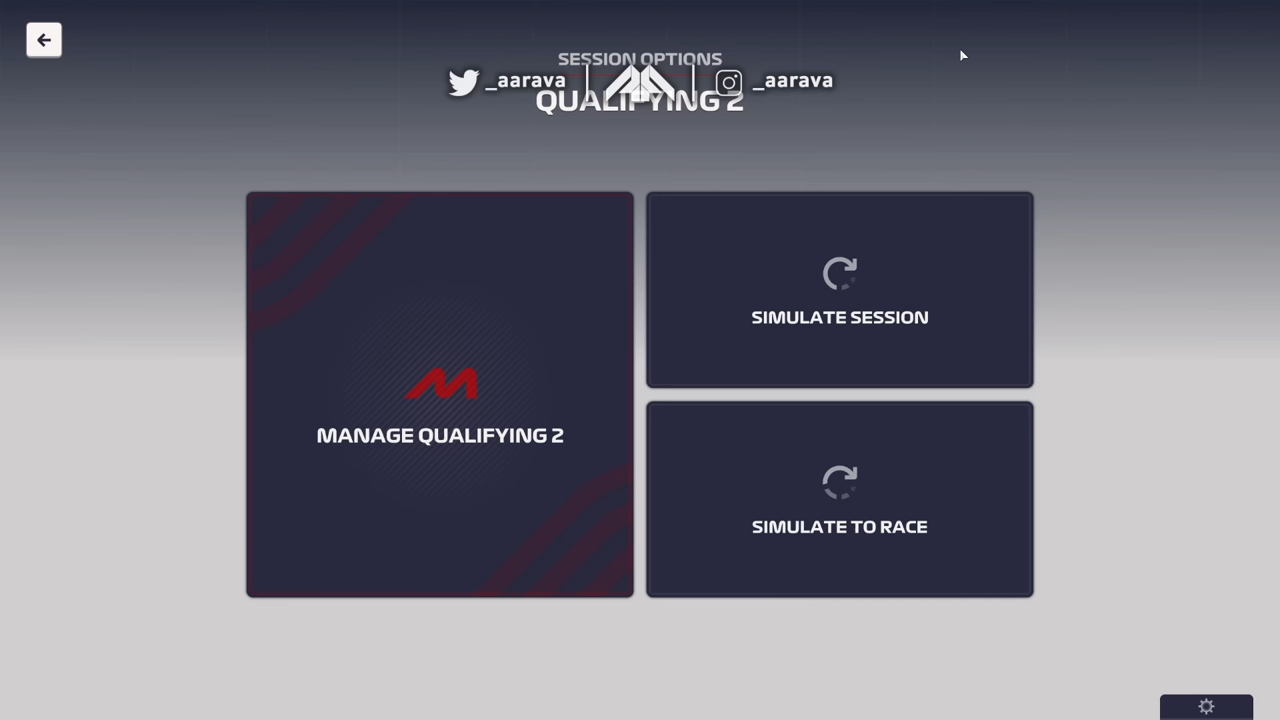 SESSION OPTIONS
_aarava _aarava
QUALIFYING 2
MANAGE QUALIFYING 2
SIMULATE SESSION
SIMULATE TO RACE